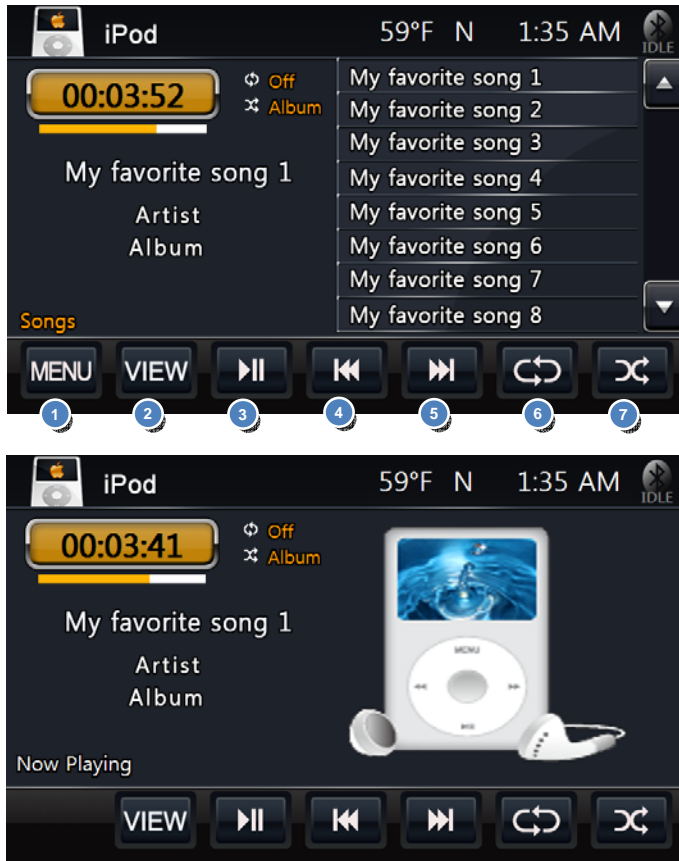 iPod 59°F N 1:35 AM
IDLE
00:03:52
Off
Album
My favorite song 1
Artist
Album
Songs
My favorite song 1
My favorite song 2
My favorite song 3
My favorite song 4
My favorite song 5
My favorite song 6
My favorite song 7
My favorite song 8
MENU VIEW
1 2 3 4 5 6 7
iPod 59°F N 1:35 AM
IDLE
00:03:41
Off
Album
My favorite song 1
Artist
Album
MENU
Now Playing
VIEW